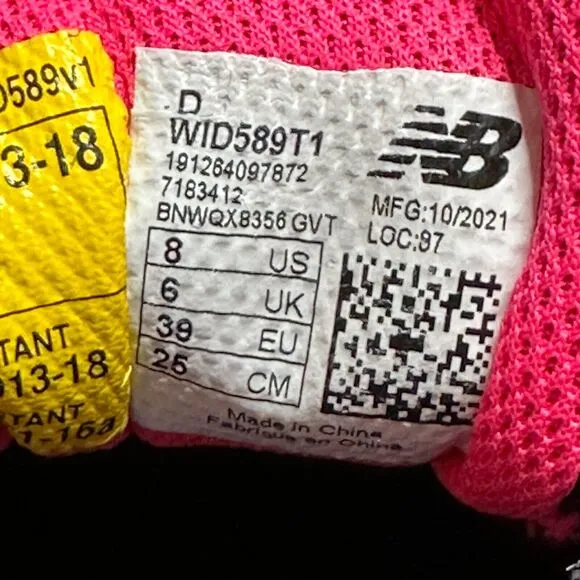 D589v1
3-18
TANT
13-18
TANT
D
WID589T1
191264097872
7183412
BNWQX8356 GVT
NB
MFG:10/2021
LOC:97
8 US
6 UK
39 EU
25 CM
Made in China
Fabriqué en Chine